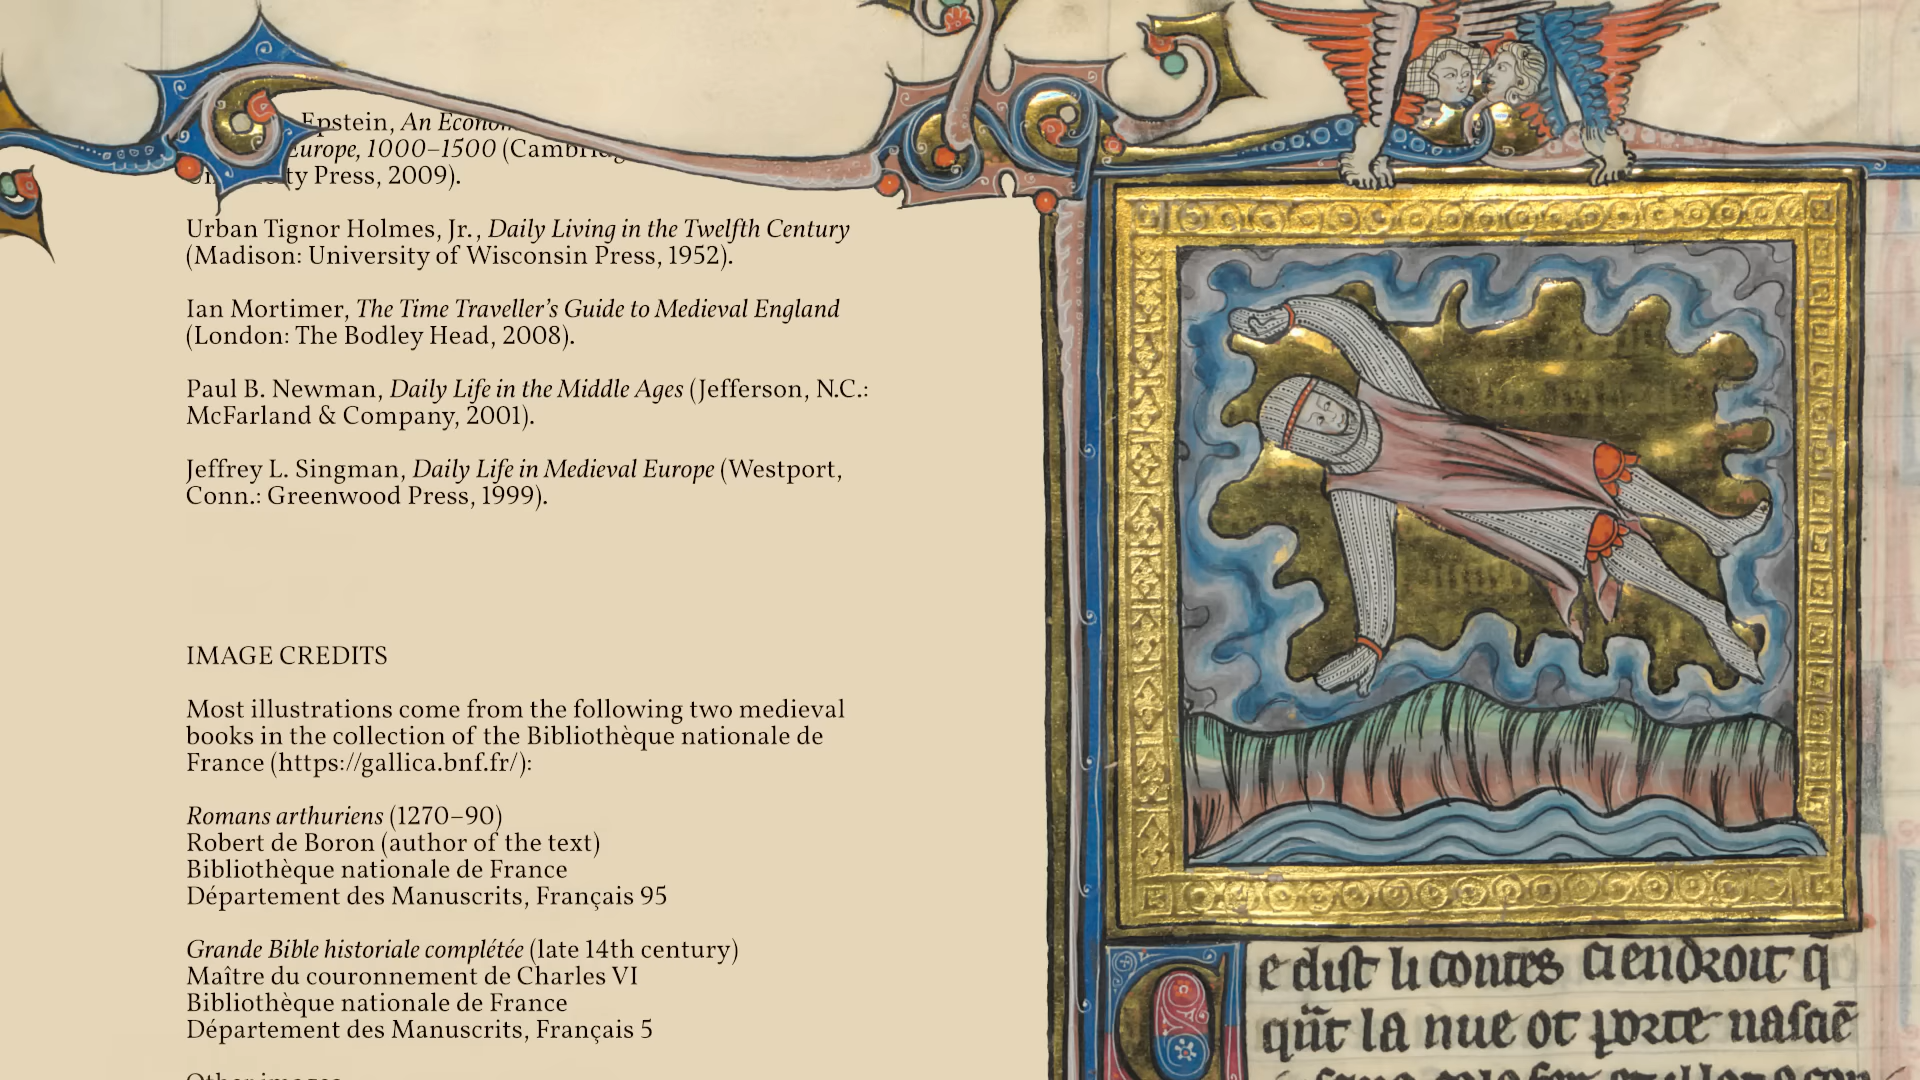 Epstein, An Econom
Europe, 1000–1500 (Cambridge
University Press, 2009).
Urban Tignor Holmes, Jr., Daily Living in the Twelfth Century
(Madison: University of Wisconsin Press, 1952).
Ian Mortimer, The Time Traveller’s Guide to Medieval England
(London: The Bodley Head, 2008).
Paul B. Newman, Daily Life in the Middle Ages (Jefferson, N.C.:
McFarland & Company, 2001).
Jeffrey L. Singman, Daily Life in Medieval Europe (Westport,
Conn.: Greenwood Press, 1999).
IMAGE CREDITS
Most illustrations come from the following two medieval
books in the collection of the Bibliothèque nationale de
France (https://gallica.bnf.fr/):
Romans arthuriens (1270–90)
Robert de Boron (author of the text)
Bibliothèque nationale de France
Département des Manuscrits, Français 95
Grande Bible historiale complétée (late 14th century)
Maître du couronnement de Charles VI
Bibliothèque nationale de France
Département des Manuscrits, Français 5
Other images
e dist li contes ci endroit q
la nue ot porte nasciē